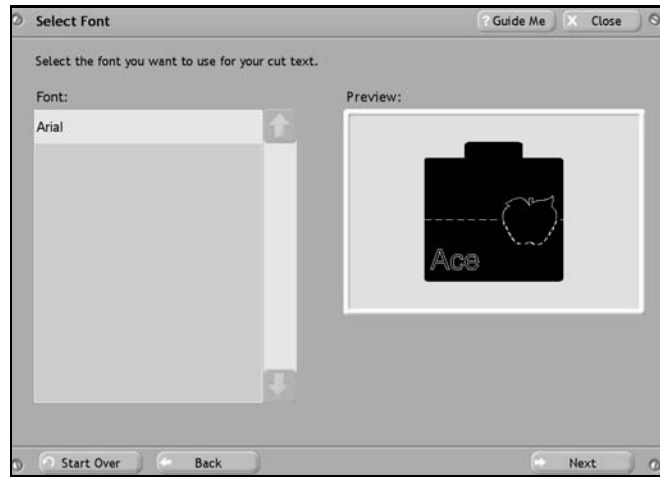 Select Font
? Guide Me
X Close
Select the font you want to use for your cut text.
Font:
Preview:
Arial
Ace
Start Over
Back
Next